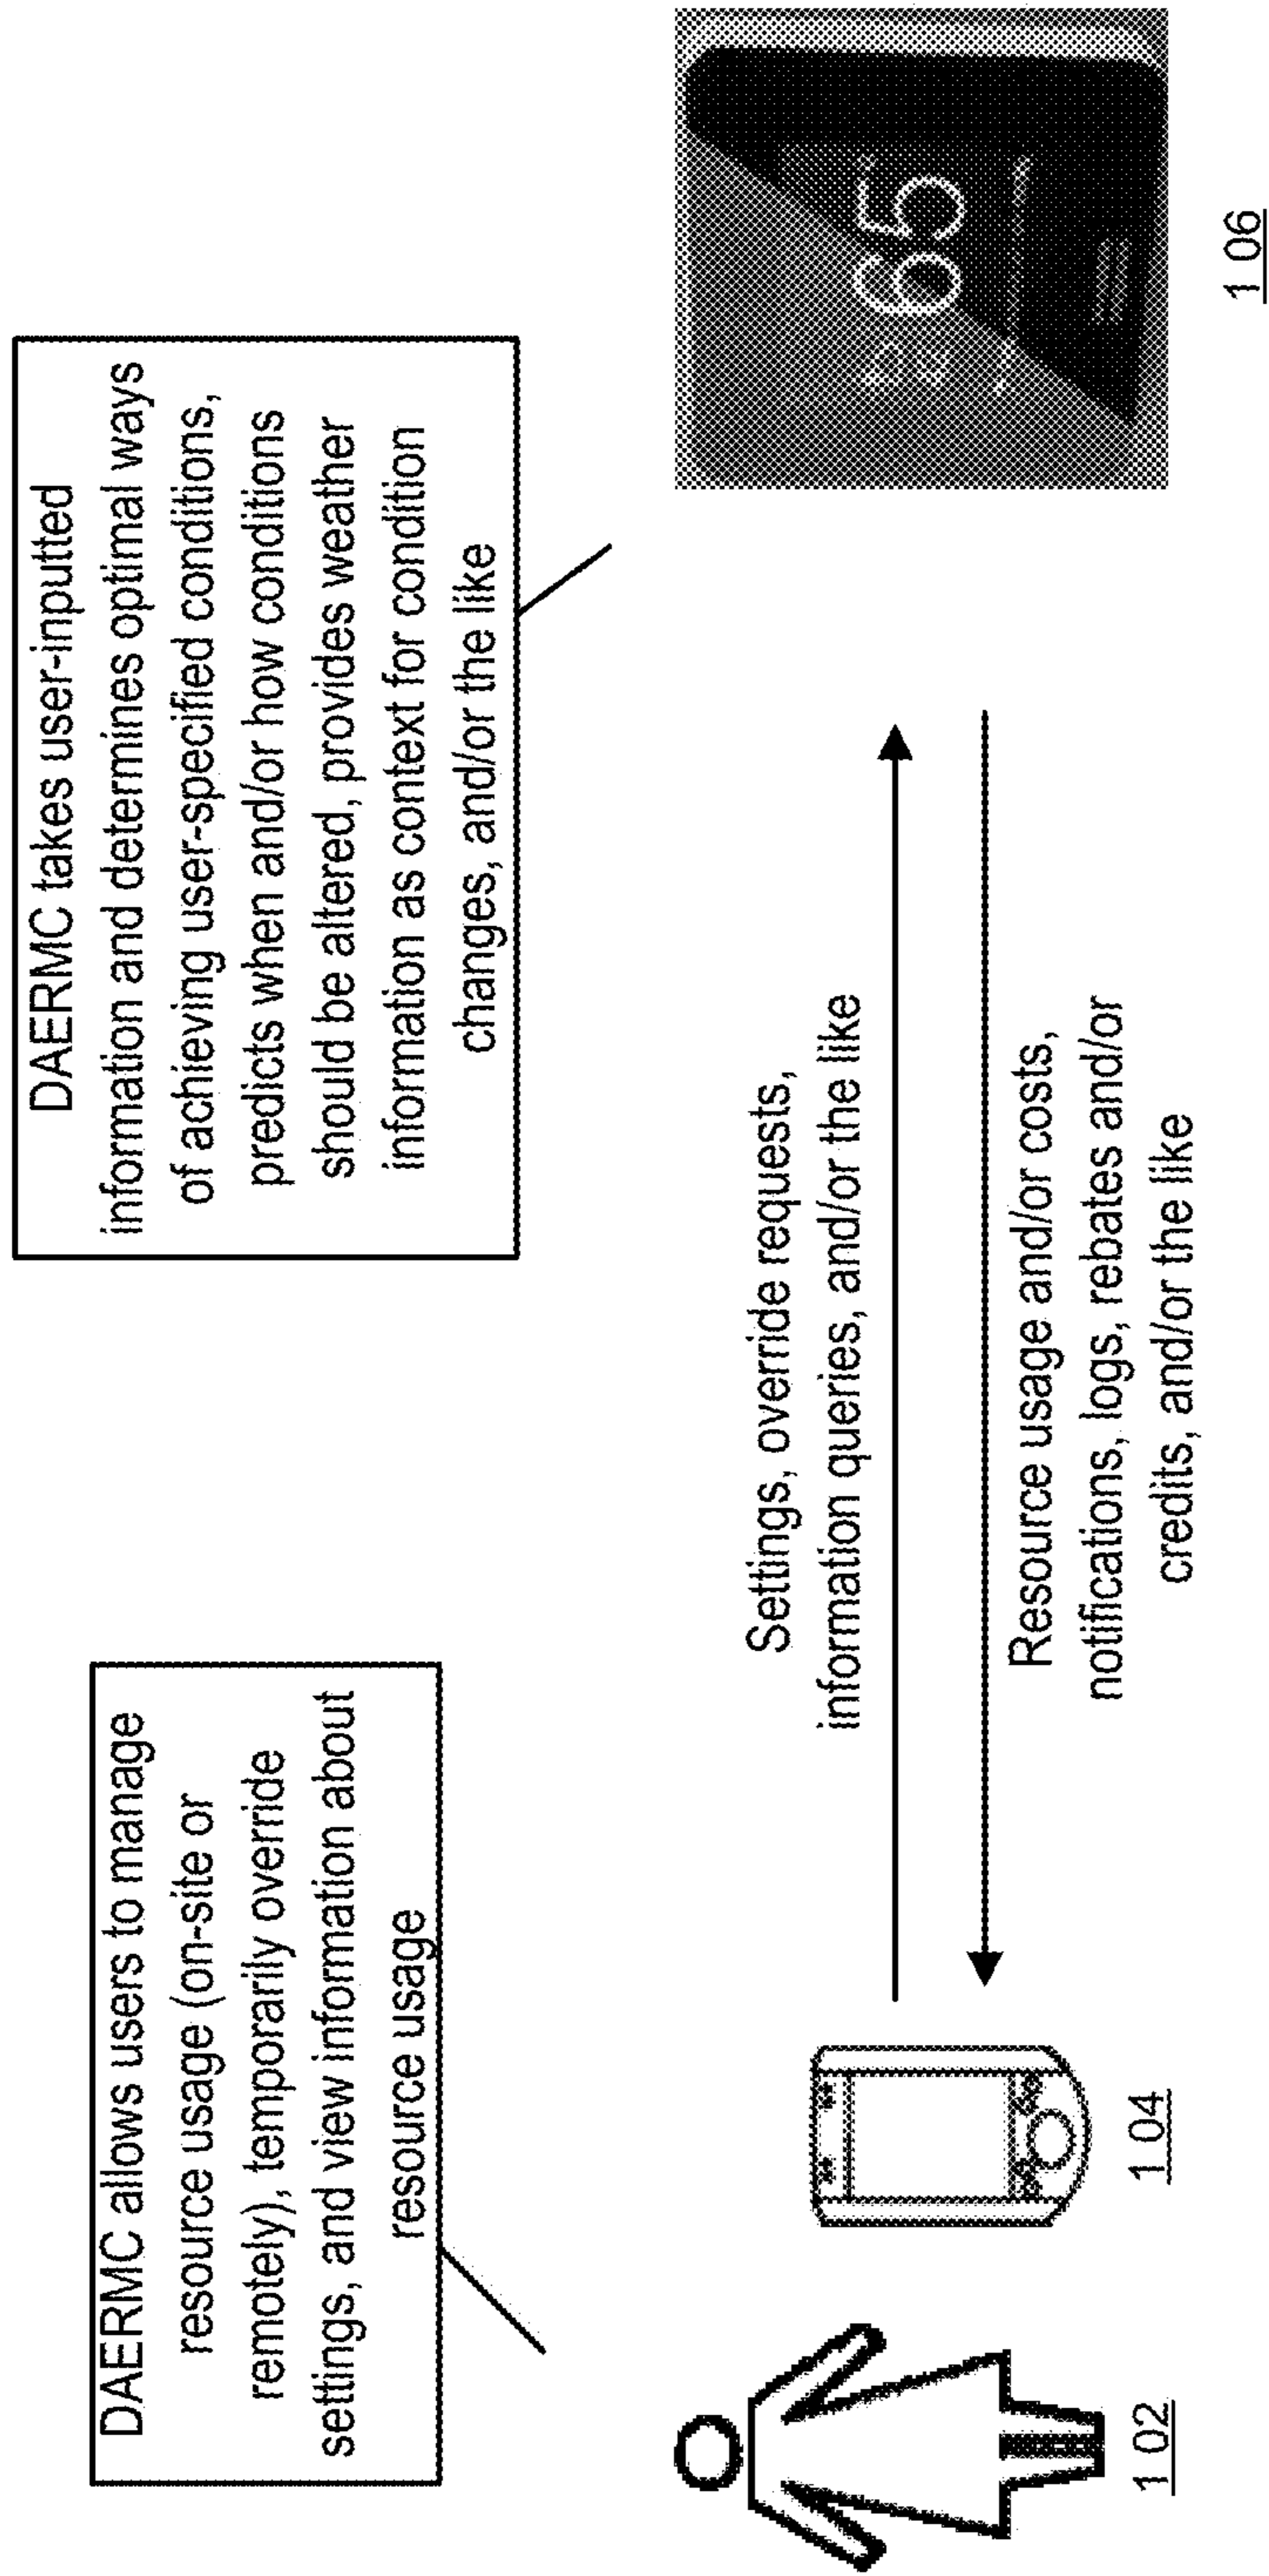 DAERMC allows users to manage
resource usage (on-site or
remotely), temporarily override
settings, and view information about
resource usage
DAERMC takes user-inputted
information and determines optimal ways
of achieving user-specified conditions,
predicts when and/or how conditions
should be altered, provides weather
information as context for condition
changes, and/or the like
Settings, override requests,
information queries, and/or the like
Resource usage and/or costs,
notifications, logs, rebates and/or
credits, and/or the like
65
102
104
106